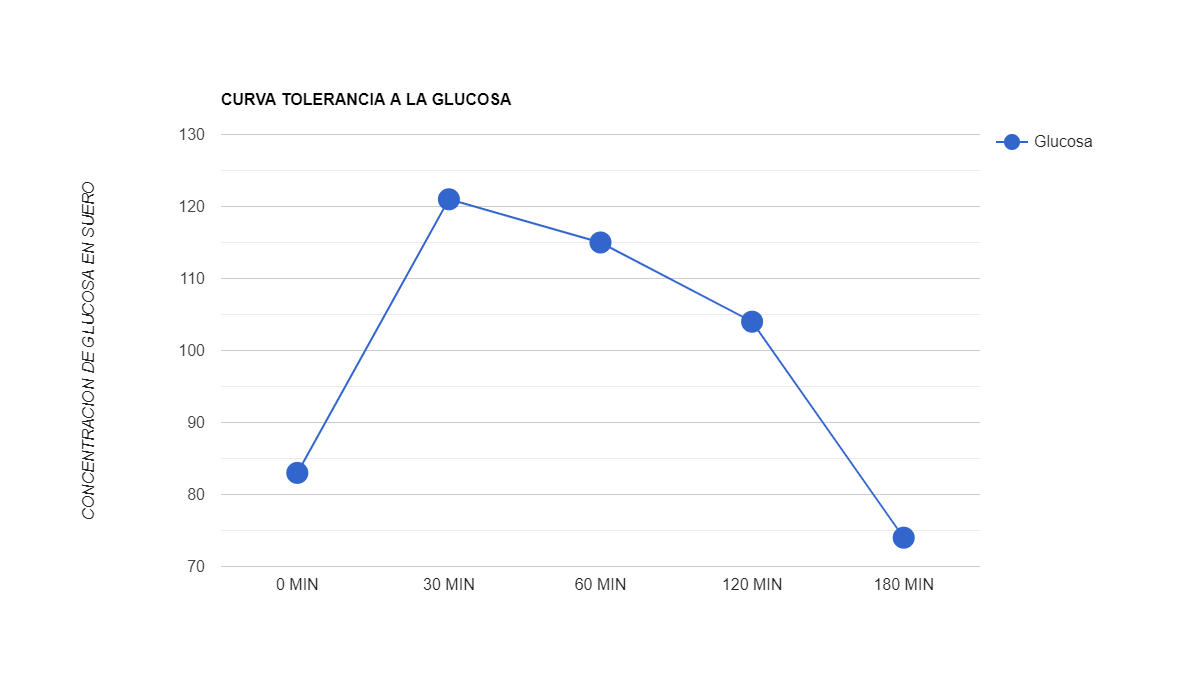 CURVA TOLERANCIA A LA GLUCOSA
Glucosa
CONCENTRACION DE GLUCOSA EN SUERO
130
120
110
100
90
80
70
0 MIN
30 MIN
60 MIN
120 MIN
180 MIN